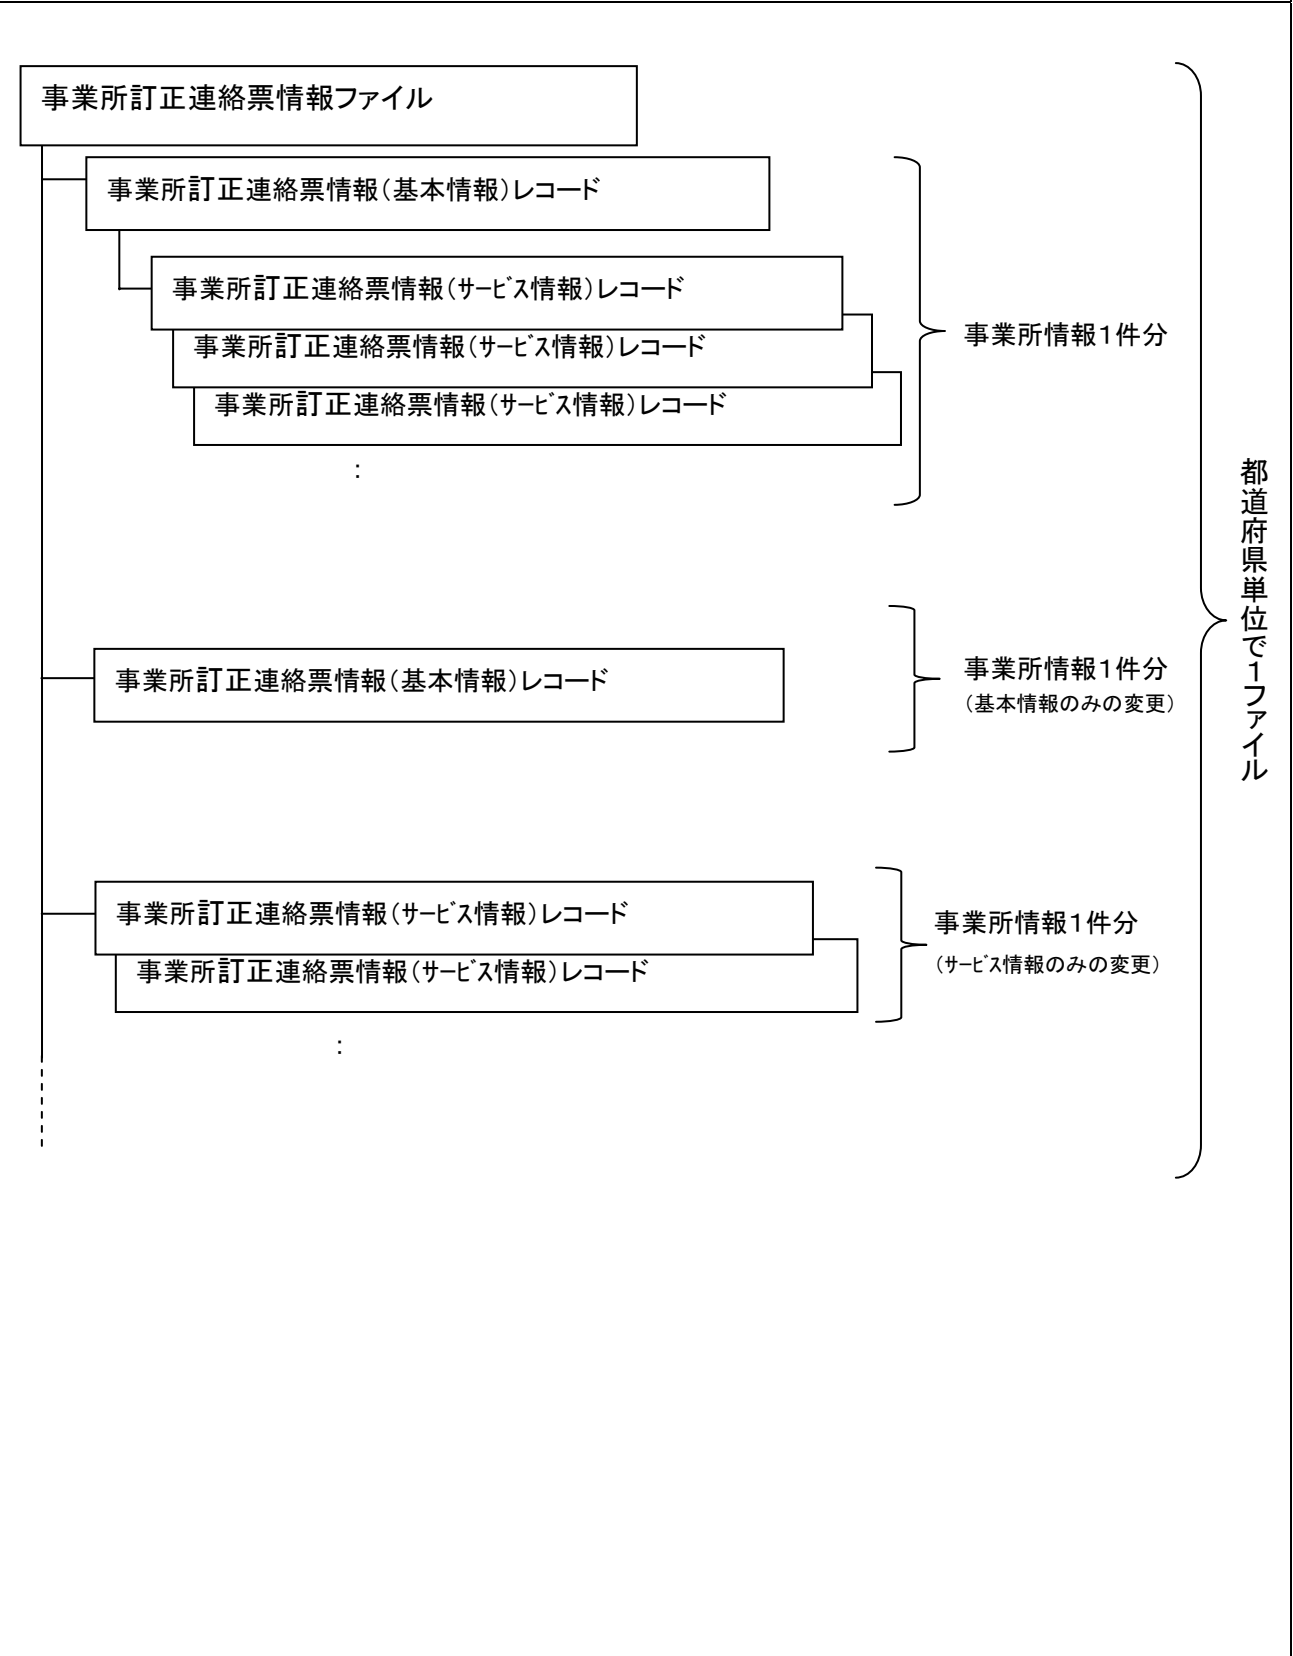 事業所訂正連絡票情報ファイル
事業所訂正連絡票情報（基本情報）レコード
事業所訂正連絡票情報（ｻｰﾋﾞｽ情報）レコード
事業所訂正連絡票情報（ｻｰﾋﾞｽ情報）レコード
事業所訂正連絡票情報（ｻｰﾋﾞｽ情報）レコード
：
事業所情報１件分
事業所訂正連絡票情報（基本情報）レコード
事業所情報１件分
（基本情報のみの変更）
事業所訂正連絡票情報（ｻｰﾋﾞｽ情報）レコード
事業所訂正連絡票情報（ｻｰﾋﾞｽ情報）レコード
：
事業所情報１件分
（ｻｰﾋﾞｽ情報のみの変更）
都道府県単位で１ファイル